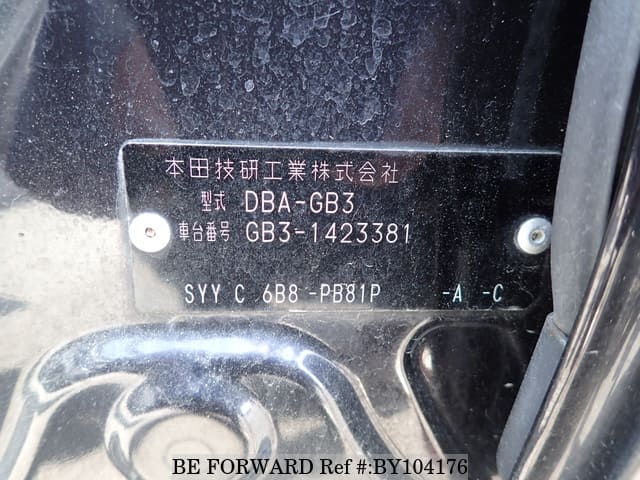 本田技研工業株式会社
型式 DBA-GB3
車台番号 GB3-1423381
SYY C 6B8 -PB81P -A -C
BE FORWARD Ref #:BY104176